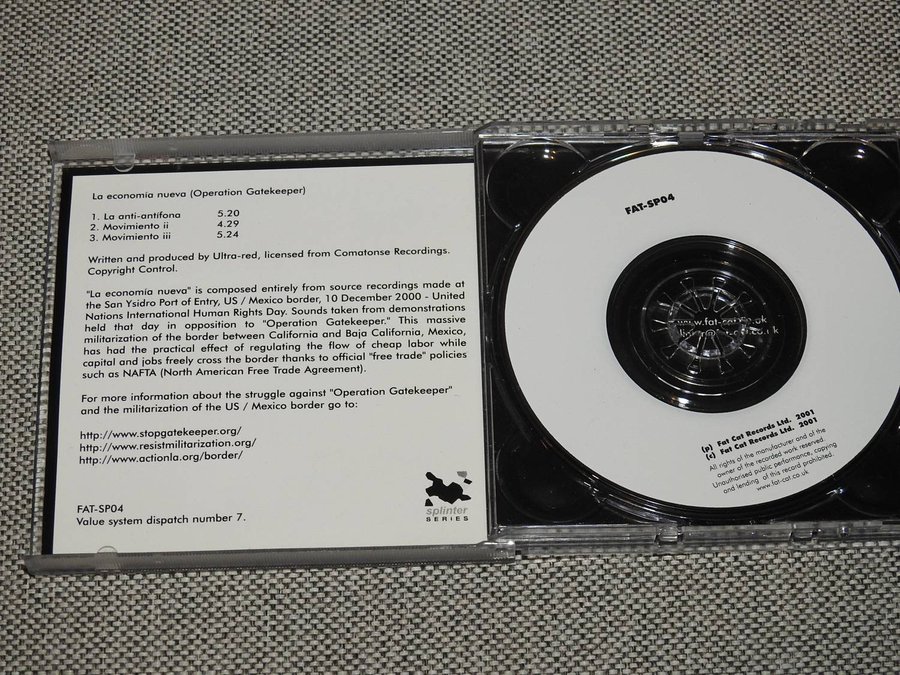 La economía nueva (Operation Gatekeeper)
1. La anti-antífona 5.20
2. Movimiento ii 4.29
3. Movimiento iii 5.24
Written and produced by Ultra-red, licensed from Comatonse Recordings.
Copyright Control.
"La economía nueva" is composed entirely from source recordings made at
the San Ysidro Port of Entry, US / Mexico border, 10 December 2000 - United
Nations International Human Rights Day. Sounds taken from demonstrations
held that day in opposition to "Operation Gatekeeper." This massive
militarization of the border between California and Baja California, Mexico,
has had the practical effect of regulating the flow of cheap labor while
capital and jobs freely cross the border thanks to official "free trade" policies
such as NAFTA (North American Free Trade Agreement).
For more information about the struggle against "Operation Gatekeeper"
and the militarization of the US / Mexico border go to:
http://www.stopgatekeeper.org/
http://www.resistmilitarization.org/
http://www.actionla.org/border/
FAT-SP04
Value system dispatch number 7.
splinter
SERIES
FAT-SP04
www.fat-cat.co.uk
(p) Fat Cat Records Ltd. 2001
(c) Fat Cat Records Ltd. 2001
All rights of the manufacturer and of the
owner of the recorded work reserved.
Unauthorised public performance, copying
and lending of this record prohibited.
www.fat-cat.co.uk